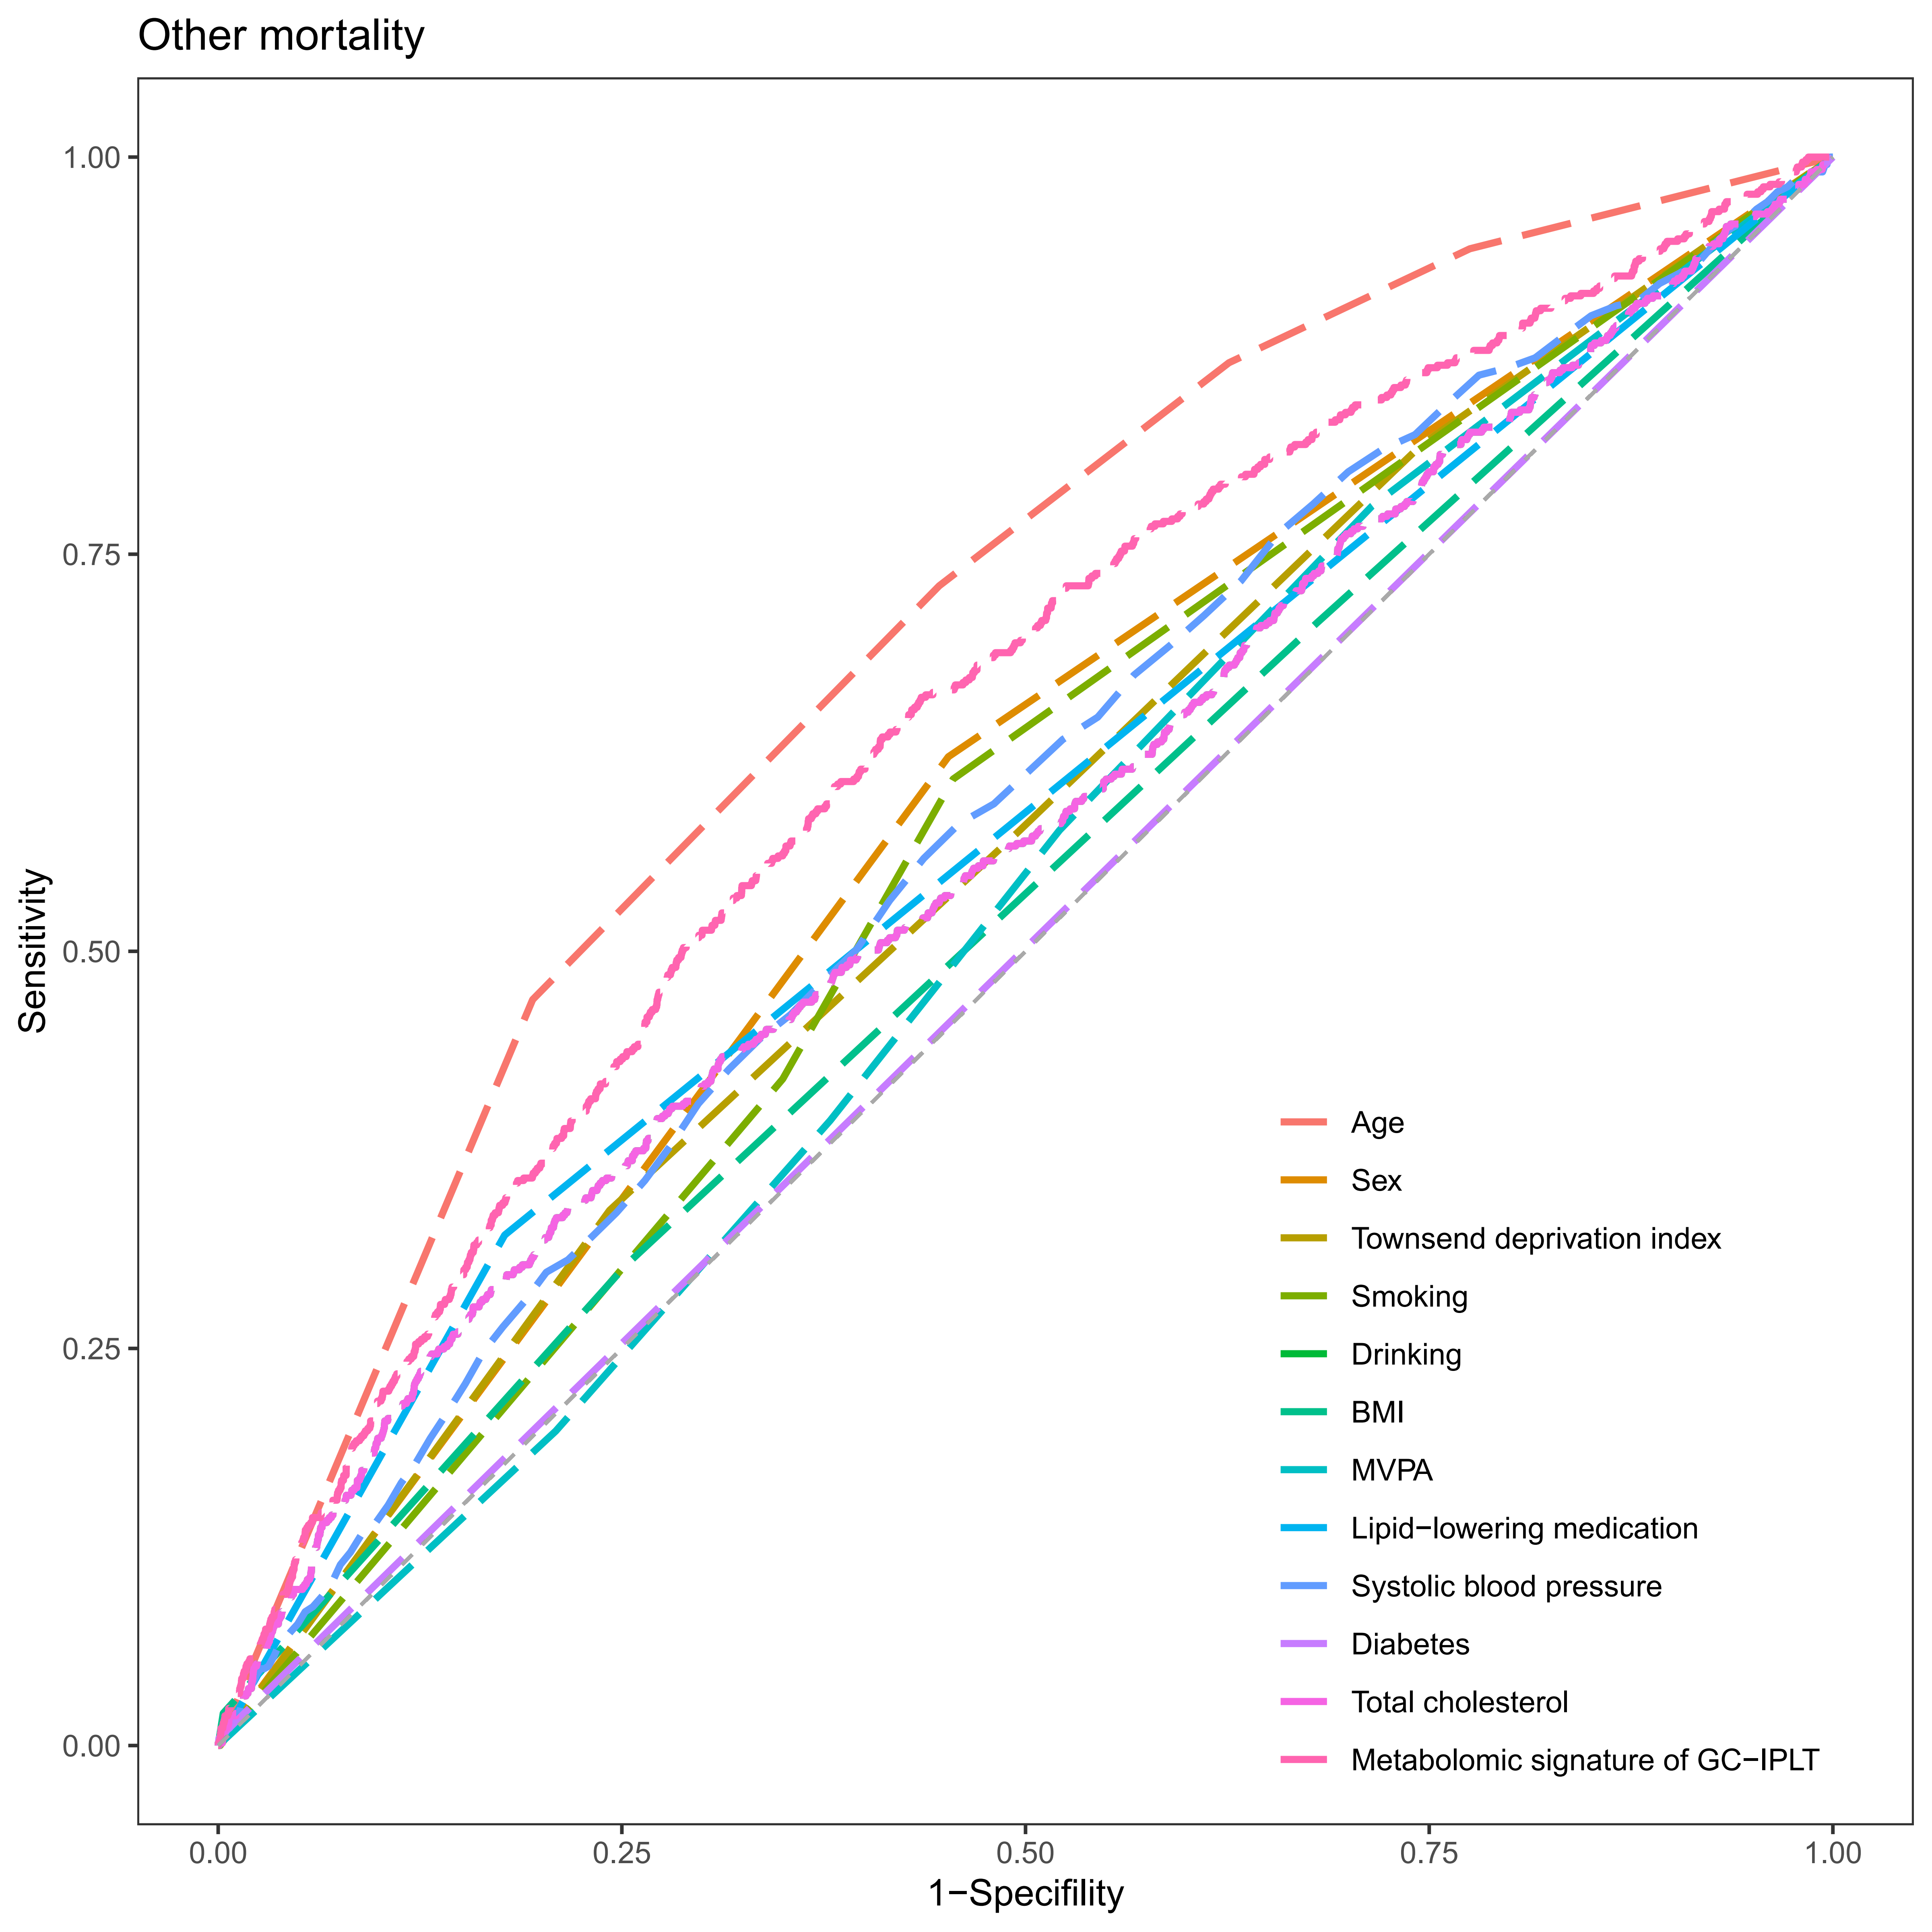 Other mortality
1.00
0.75
0.50
0.25
0.00
Sensitivity
Age
Sex
Townsend deprivation index
Smoking
Drinking
BMI
MVPA
Lipid−lowering medication
Systolic blood pressure
Diabetes
Total cholesterol
Metabolomic signature of GC−IPLT
0.00 0.25 0.50 0.75 1.00
1−Specifility